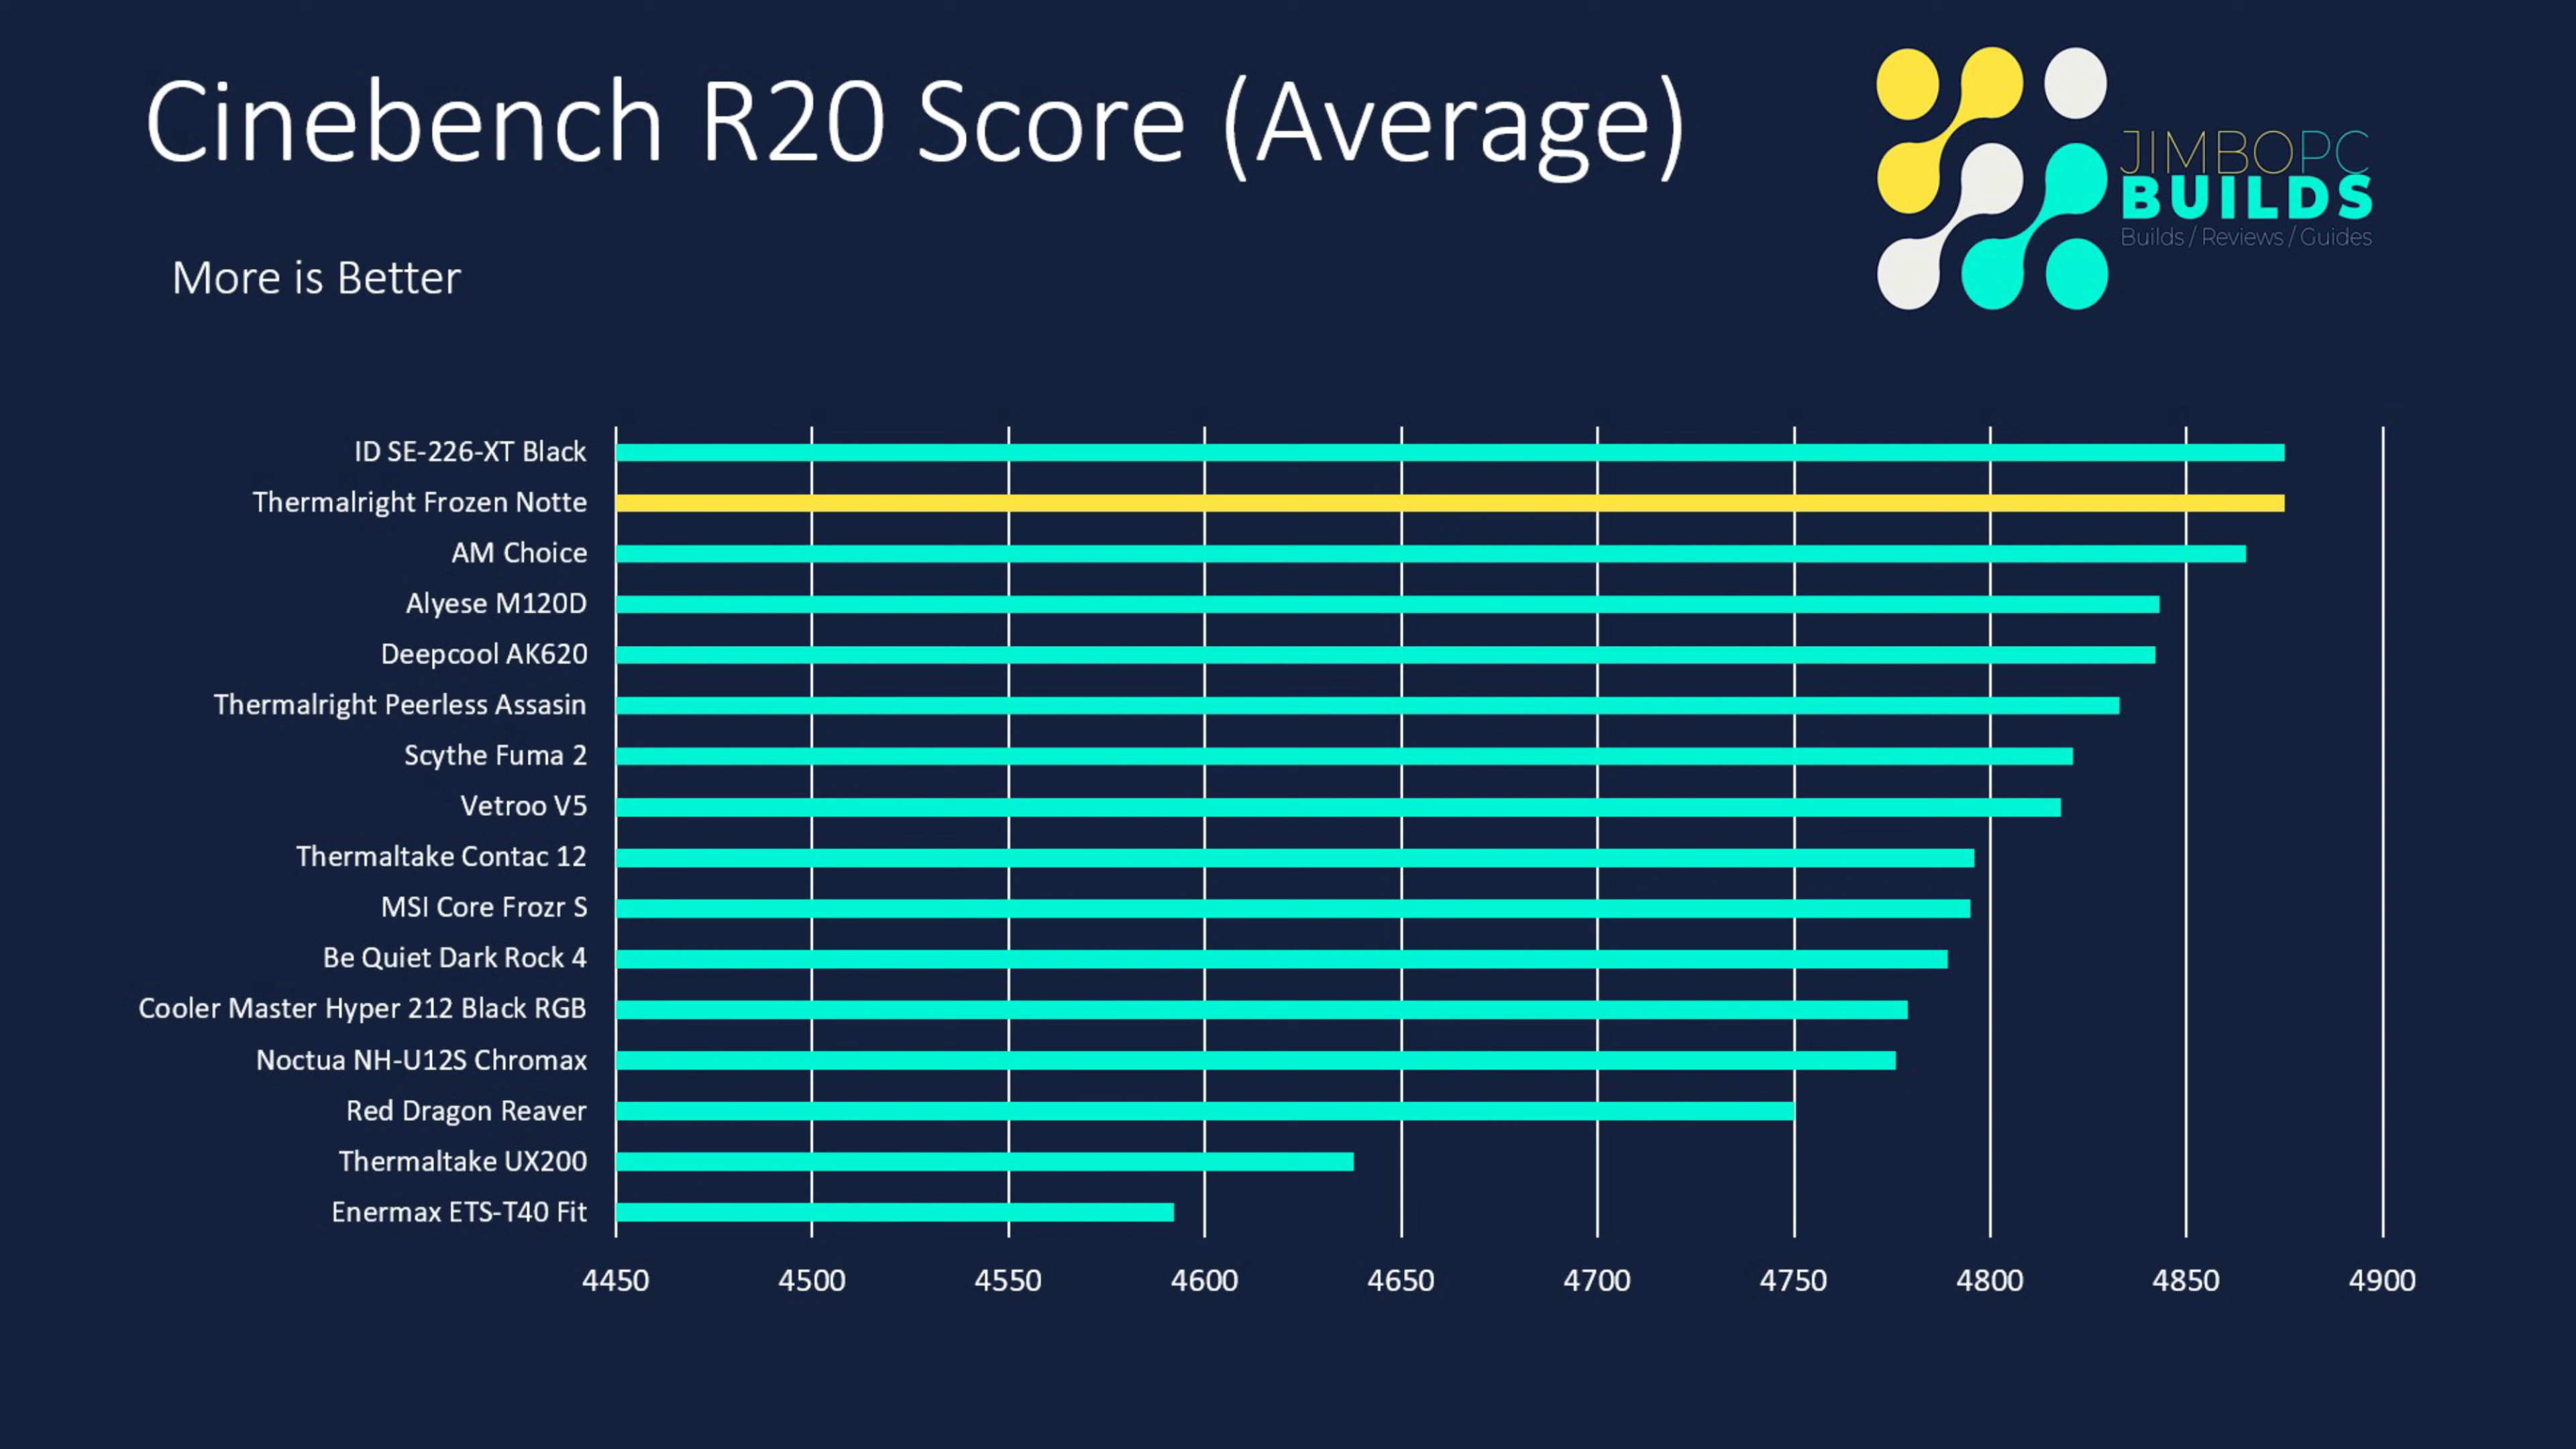 Cinebench R20 Score (Average)
JIMBOPC
BUILDS
Builds / Reviews / Guides
More is Better
ID SE-226-XT Black
Thermalright Frozen Notte
AM Choice
Alyese M120D
Deepcool AK620
Thermalright Peerless Assasin
Scythe Fuma 2
Vetroo V5
Thermaltake Contac 12
MSI Core Frozr S
Be Quiet Dark Rock 4
Cooler Master Hyper 212 Black RGB
Noctua NH-U12S Chromax
Red Dragon Reaver
Thermaltake UX200
Enermax ETS-T40 Fit
4450 4500 4550 4600 4650 4700 4750 4800 4850 4900